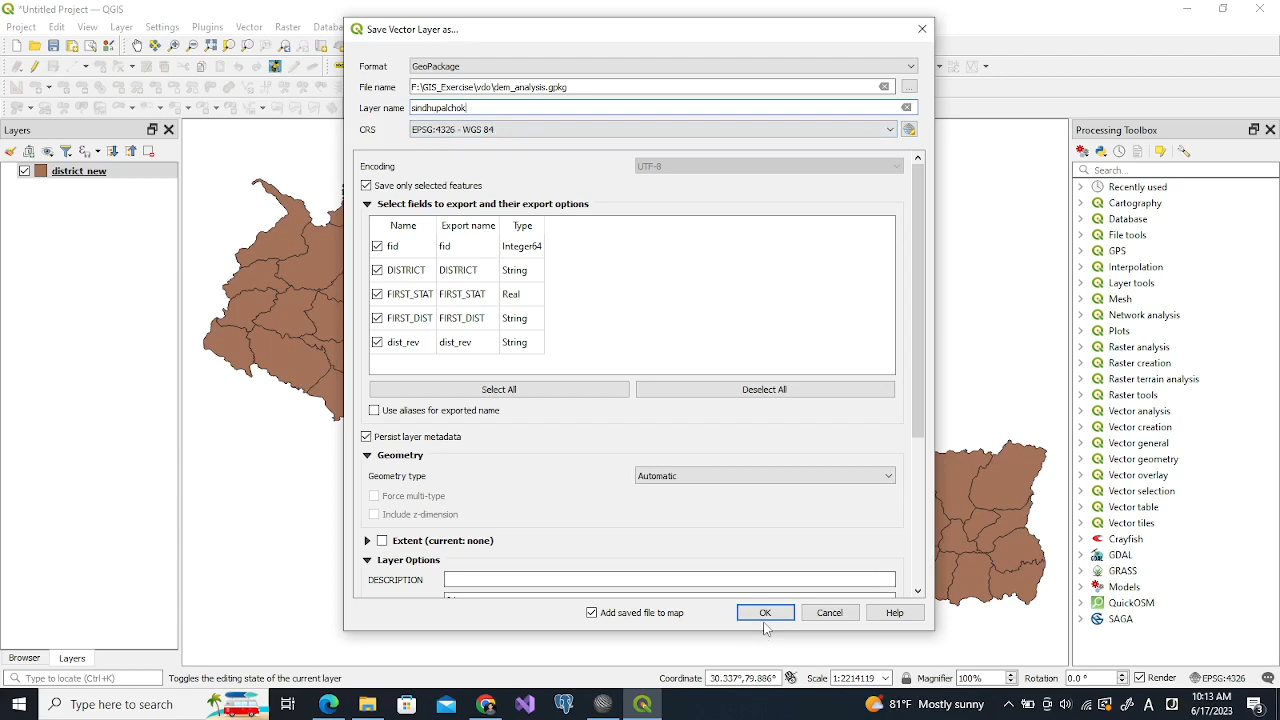 *Untitled Project — QGIS
Project Edit View Layer Settings Plugins Vector Raster Databa
Save Vector Layer as...
Format GeoPackage
File name F:\GIS_Exercise\vdo\dem_analysis.gpkg ...
Layer name sindhupalchok
CRS EPSG:4326 - WGS 84
Encoding UTF-8
Save only selected features
Select fields to export and their export options
Name Export name Type
fid fid Integer64
DISTRICT DISTRICT String
FIRST_STAT FIRST_STAT Real
FIRST_DIST FIRST_DIST String
dist_rev dist_rev String
Select All Deselect All
Use aliases for exported name
Persist layer metadata
Geometry
Geometry type Automatic
Force multi-type
Include z-dimension
Extent (current: none)
Layer Options
DESCRIPTION
Add saved file to map OK Cancel Help
Layers
district_new
Browser Layers
Processing Toolbox
Search...
Recently used
Cartography
Database
File tools
GPS
Interpolation
Layer tools
Mesh
Network analysis
Plots
Raster analysis
Raster creation
Raster terrain analysis
Raster tools
Vector analysis
Vector creation
Vector general
Vector geometry
Vector overlay
Vector selection
Vector table
Vector tiles
Crayfish
GDAL
GRASS
Models
QuickOSM
SAGA
Type to locate (Ctrl+K) Toggles the editing state of the current layer Coordinate 30.337°,79.886° Scale 1:2214119 Magnifier 100% Rotation 0.0 ° Render EPSG:4326
Type here to search 81°F Mostly sunny A 10:13 AM
6/17/2023